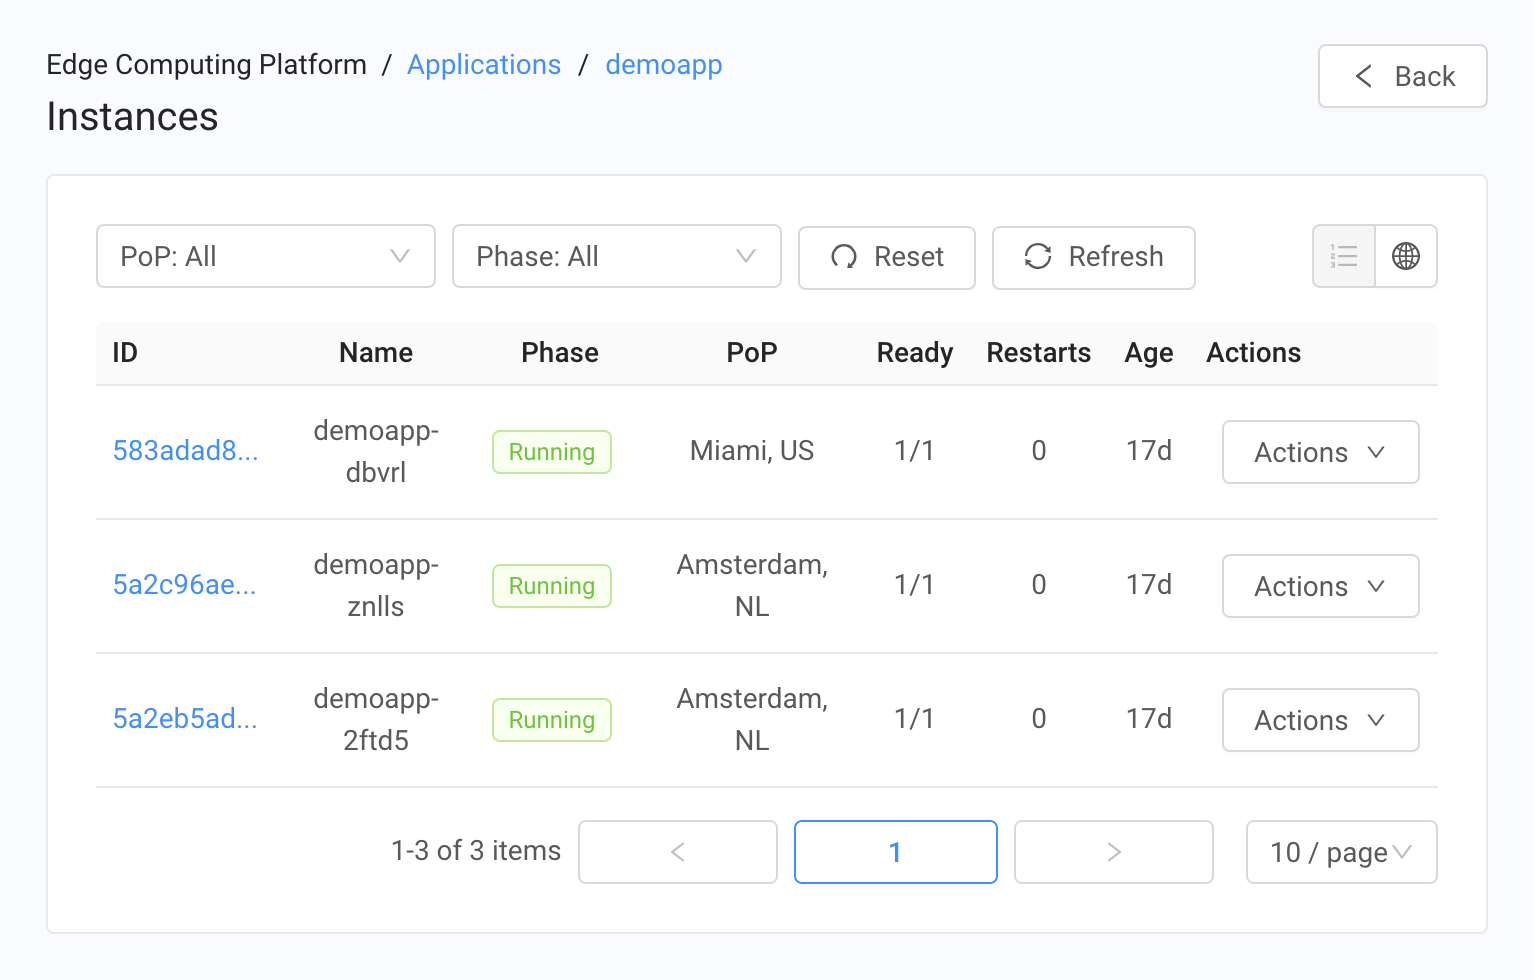 Edge Computing Platform / Applications / demoapp
Back
Instances
PoP: All
Phase: All
Reset
Refresh
ID Name Phase PoP Ready Restarts Age Actions
583adad8... demoapp- Running Miami, US 1/1 0 17d Actions
dbvrl
5a2c96ae... demoapp- Running Amsterdam, 1/1 0 17d Actions
znlls NL
5a2eb5ad... demoapp- Running Amsterdam, 1/1 0 17d Actions
2ftd5 NL
1-3 of 3 items < 1 > 10 / page